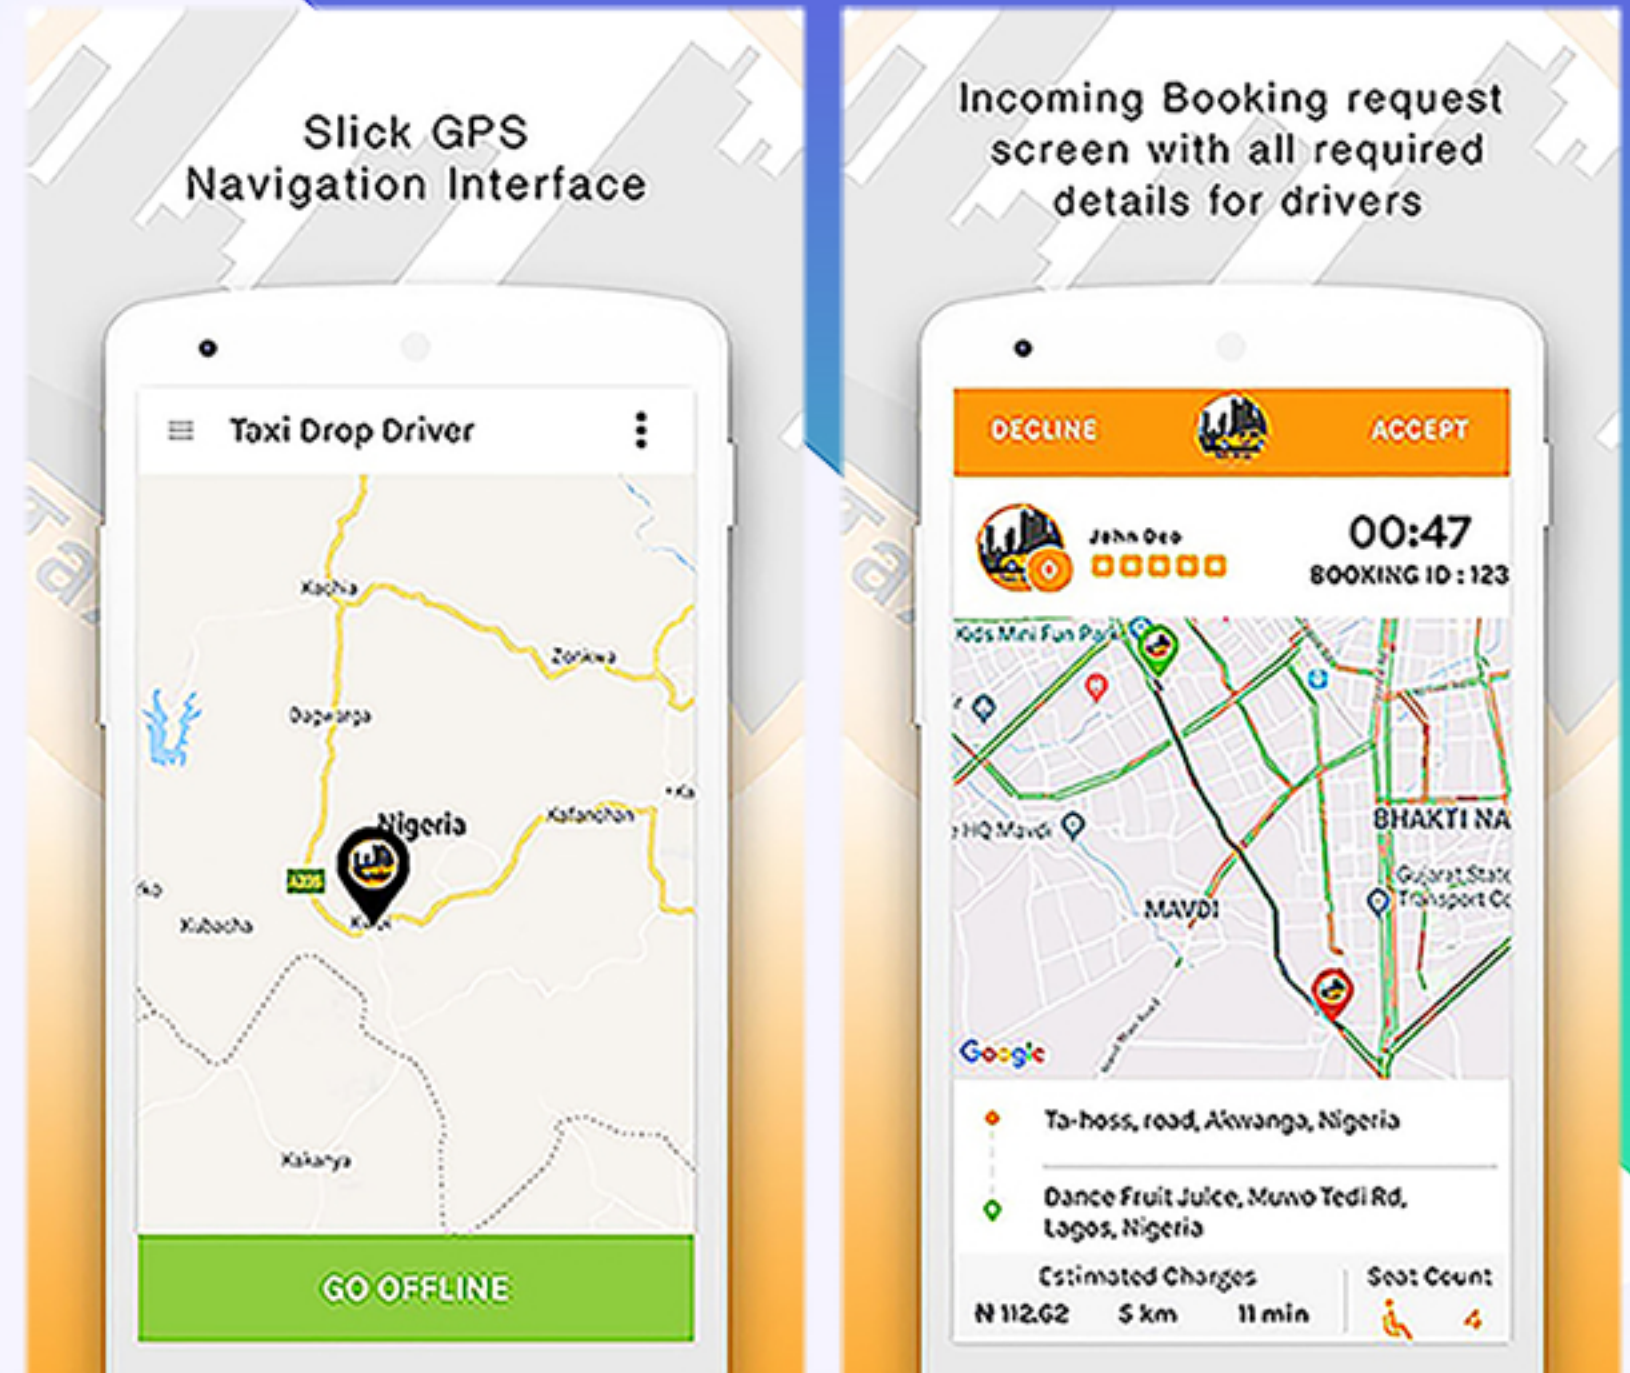 Slick GPS
Navigation Interface
Taxi Drop Driver
Kachia
Zonkwa
Dagwarga
Nigeria
Kafanchan
A235
Kubacha
Kakanya
GO OFFLINE
Incoming Booking request
screen with all required
details for drivers
DECLINE
ACCEPT
John Deo
00:47
BOOKING ID : 123
Kids Mini Fun Park
HQ Mavdi
BHAKTI NA
Gujarat State
Transport Co
MAVDI
Google
Ta-hoss, road, Akwanga, Nigeria
Dance Fruit Juice, Muwo Tedi Rd,
Lagos, Nigeria
Estimated Charges
Seat Count
₦ 112.62 5 km 11 min
4